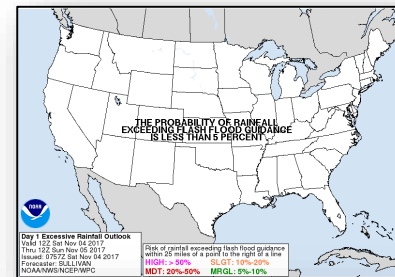 THE PROBABILITY OF RAINFALL
EXCEEDING FLASH FLOOD GUIDANCE
IS LESS THAN 5 PERCENT
noaa
Day 1 Excessive Rainfall Outlook
Valid 12Z Sat Nov 04 2017
Thru 12Z Sun Nov 05 2017
Issued: 0757Z Sat Nov 04 2017
Forecaster: SULLIVAN
NOAA/NWS/NCEP/WPC
Risk of rainfall exceeding flash flood guidance
within 25 miles of a point to the right of a line
HIGH: > 50% SLGT: 10%-20%
MDT: 20%-50% MRGL: 5%-10%